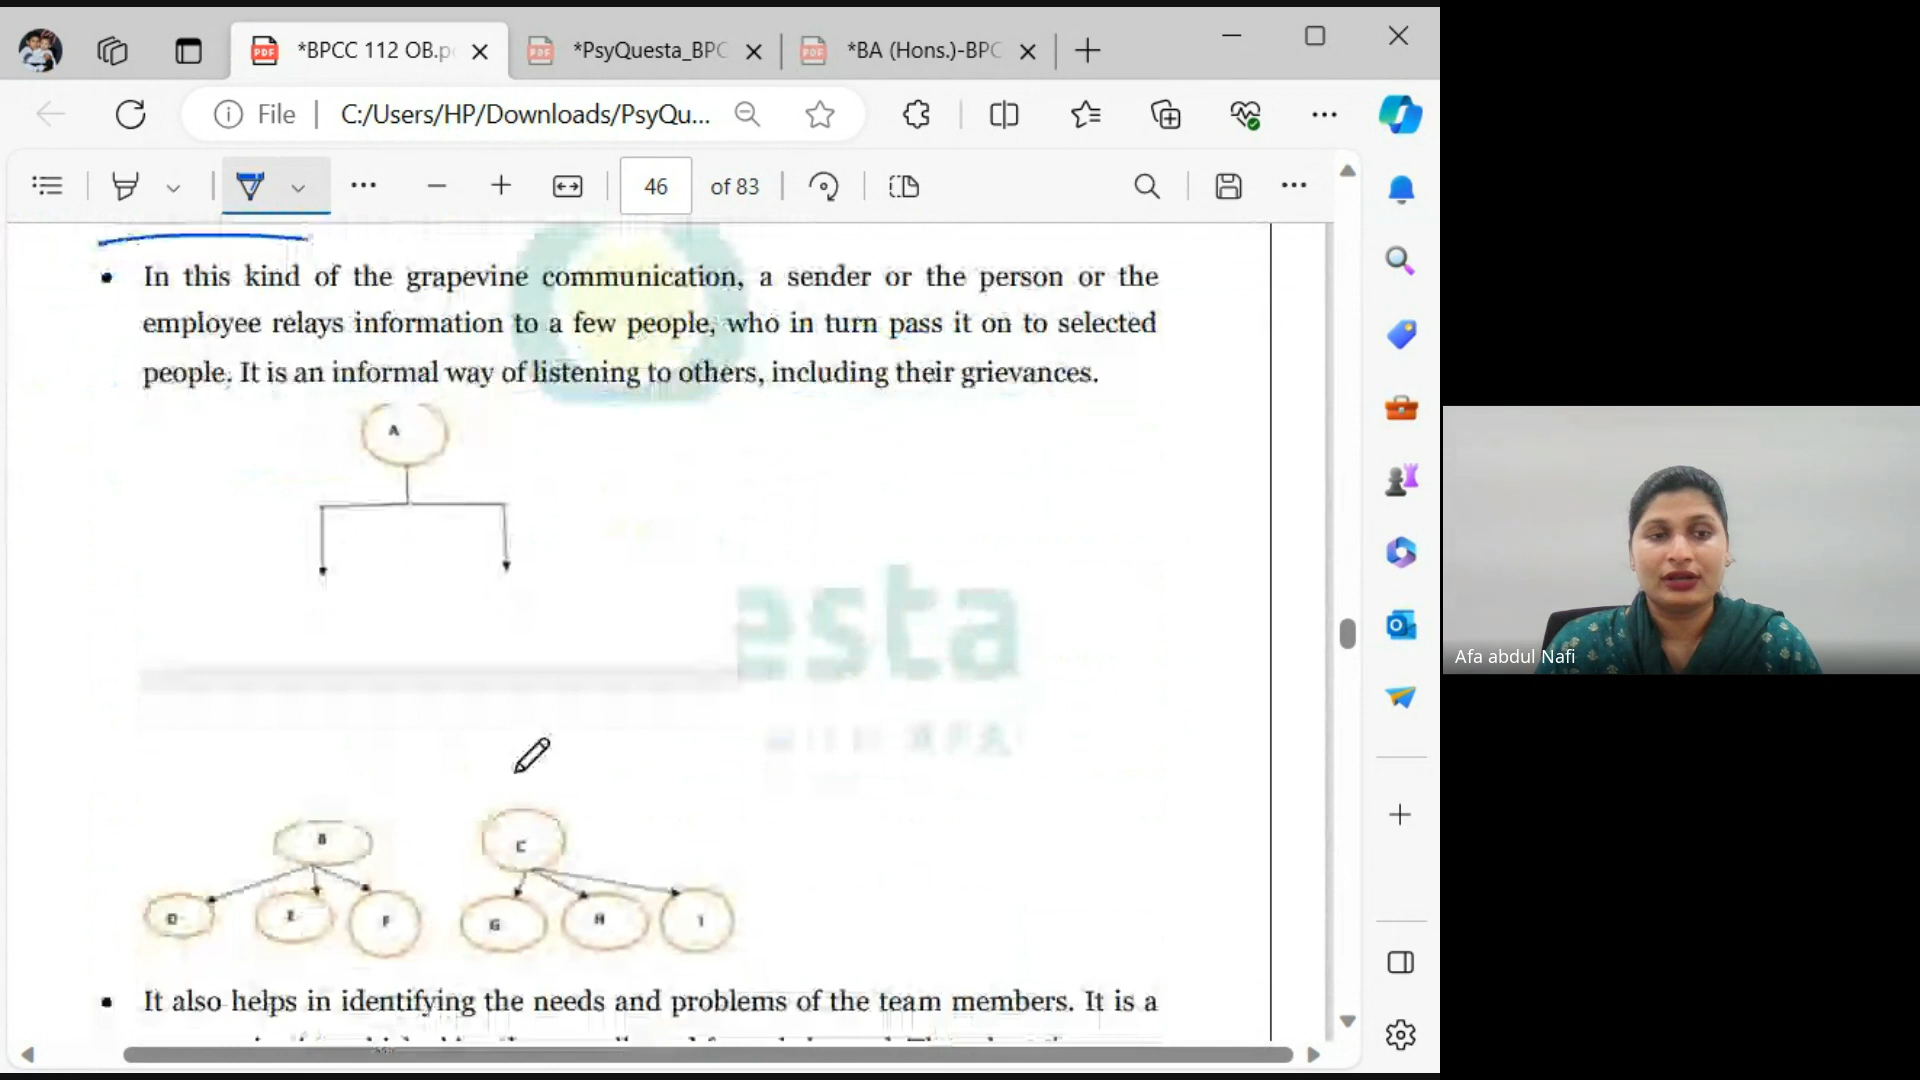 *BPCC 112 OB.p
*PsyQuesta_BPC
*BA (Hons.)-BPC
File
C:/Users/HP/Downloads/PsyQu...
46 of 83
In this kind of the grapevine communication, a sender or the person or the
employee relays information to a few people, who in turn pass it on to selected
people. It is an informal way of listening to others, including their grievances.
A
esta
B C
D E F G H I
It also helps in identifying the needs and problems of the team members. It is a
Afa abdul Nafi